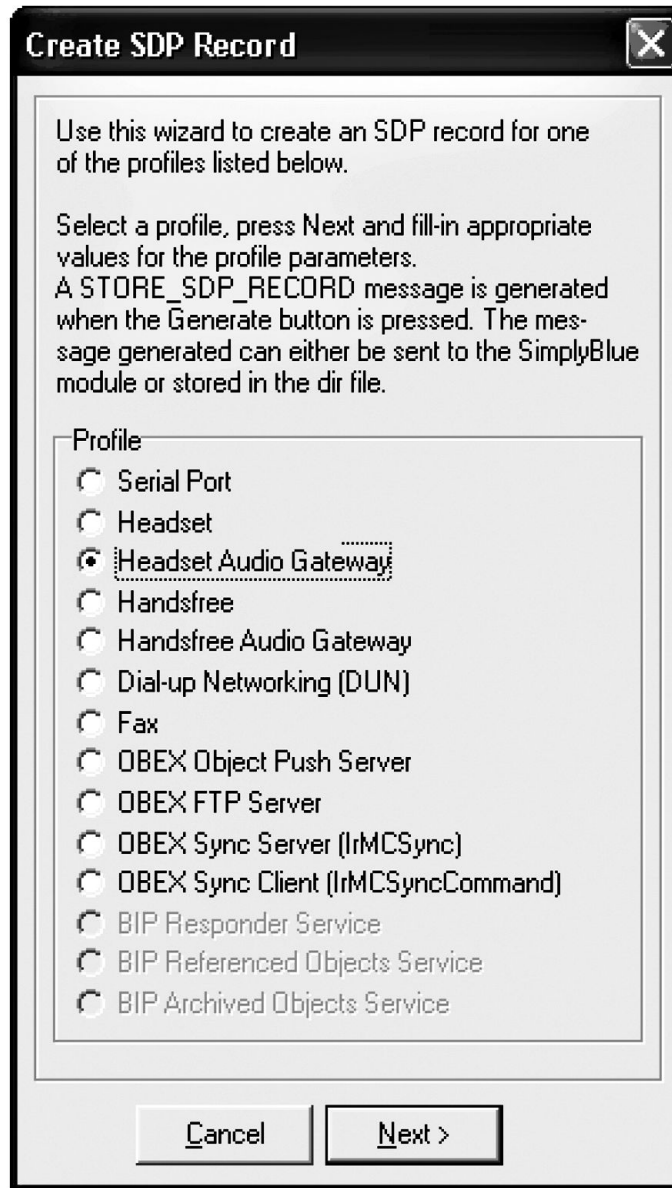 Create SDP Record
Use this wizard to create an SDP record for one
of the profiles listed below.
Select a profile, press Next and fill-in appropriate
values for the profile parameters.
A STORE_SDP_RECORD message is generated
when the Generate button is pressed. The mes-
sage generated can either be sent to the SimplyBlue
module or stored in the dir file.
Profile
Serial Port
Headset
Headset Audio Gateway
Handsfree
Handsfree Audio Gateway
Dial-up Networking (DUN)
Fax
OBEX Object Push Server
OBEX FTP Server
OBEX Sync Server (IrMCSync)
OBEX Sync Client (IrMCSyncCommand)
BIP Responder Service
BIP Referenced Objects Service
BIP Archived Objects Service
Cancel
Next >